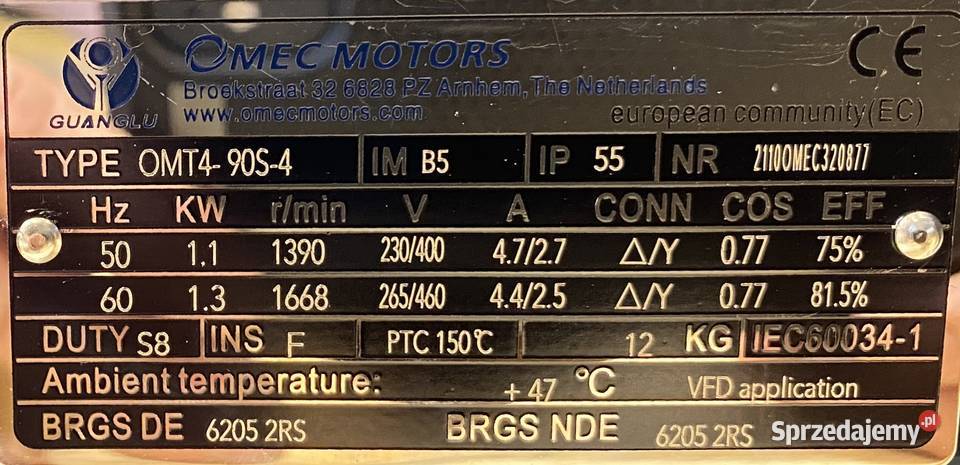 OMEC MOTORS
Broekstraat 32 6828 PZ Arnhem, The Netherlands
GUANGLU www.omecmotors.com european community(EC)
CE
TYPE OMT4-90S-4 IM B5 IP 55 NR 2110OMEC320877
Hz KW r/min V A CONN COS EFF
50 1.1 1390 230/400 4.7/2.7 Δ/Y 0.77 75%
60 1.3 1668 265/460 4.4/2.5 Δ/Y 0.77 81.5%
DUTY S8 INS F PTC 150°C 12 KG IEC60034-1
Ambient temperature: +47 °C VFD application
BRGS DE 6205 2RS BRGS NDE 6205 2RS
Sprzedajemy.pl